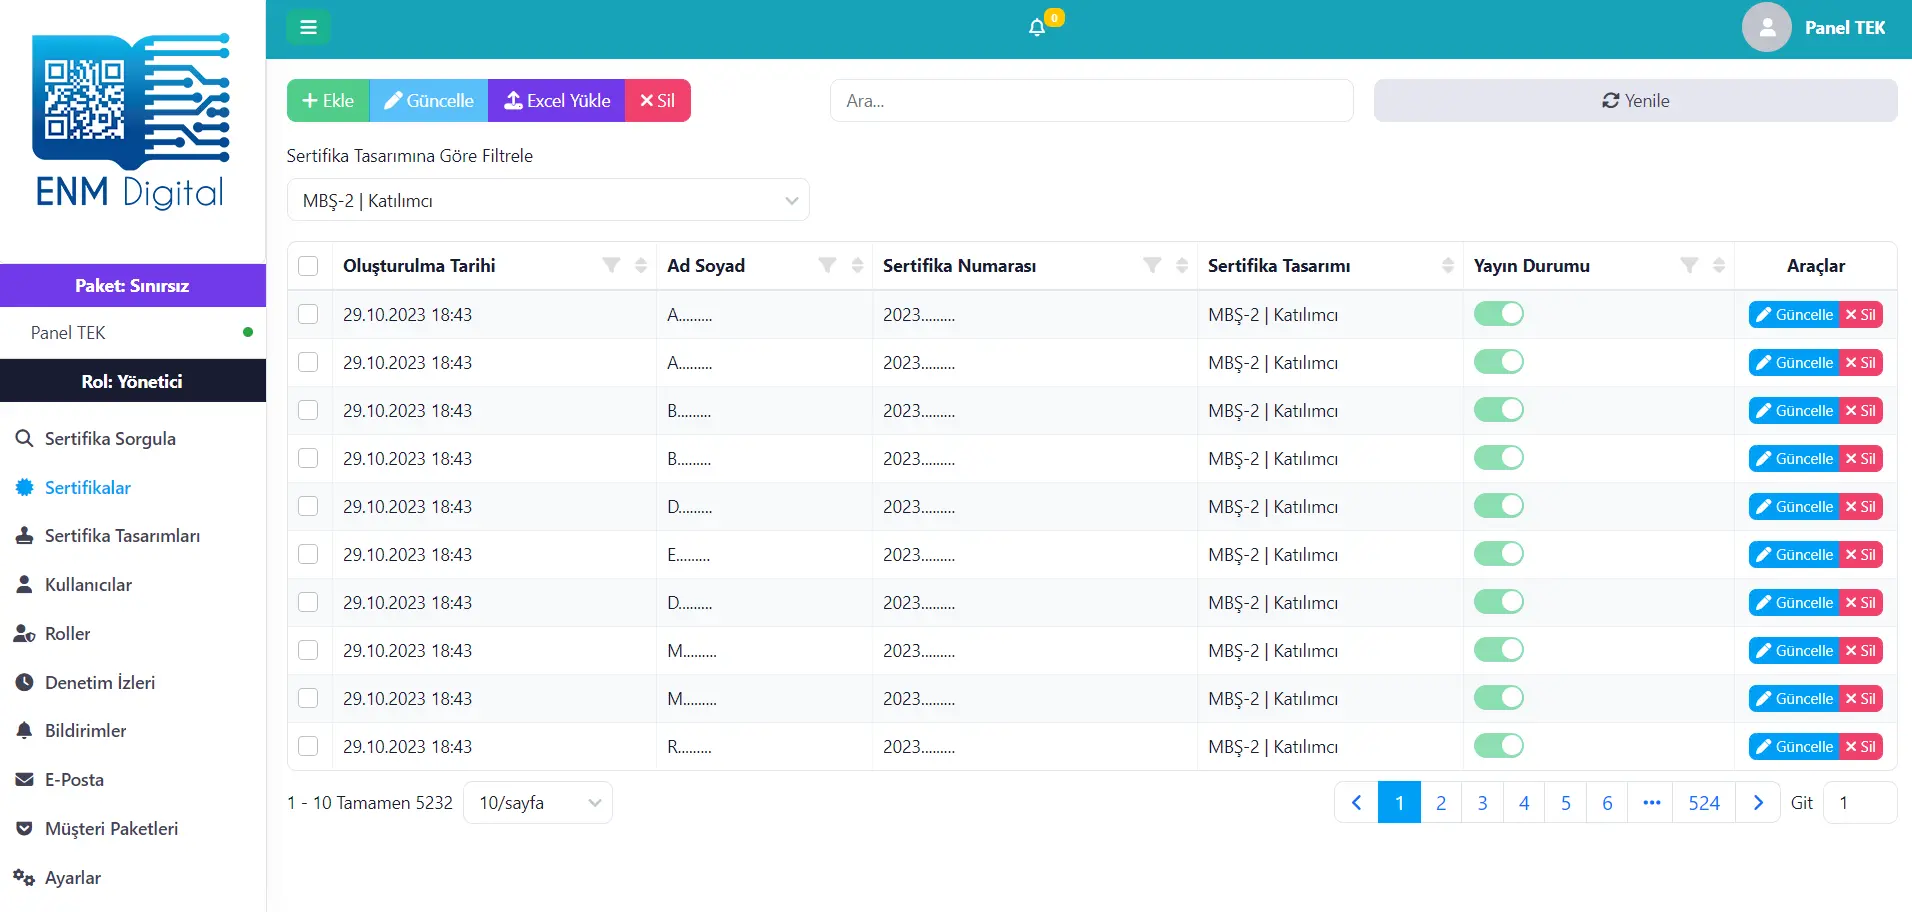 ENM Digital
Paket: Sınırsız
Panel TEK
Rol: Yönetici
Sertifika Sorgula
Sertifikalar
Sertifika Tasarımları
Kullanıcılar
Roller
Denetim İzleri
Bildirimler
E-Posta
Müşteri Paketleri
Ayarlar
0
Panel TEK
Ekle Güncelle Excel Yükle Sil
Ara...
Yenile
Sertifika Tasarımına Göre Filtrele
MBŞ-2 | Katılımcı
Oluşturulma Tarihi Ad Soyad Sertifika Numarası Sertifika Tasarımı Yayın Durumu Araçlar
29.10.2023 18:43 A......... 2023......... MBŞ-2 | Katılımcı Güncelle Sil
29.10.2023 18:43 A......... 2023......... MBŞ-2 | Katılımcı Güncelle Sil
29.10.2023 18:43 B......... 2023......... MBŞ-2 | Katılımcı Güncelle Sil
29.10.2023 18:43 B......... 2023......... MBŞ-2 | Katılımcı Güncelle Sil
29.10.2023 18:43 D......... 2023......... MBŞ-2 | Katılımcı Güncelle Sil
29.10.2023 18:43 E......... 2023......... MBŞ-2 | Katılımcı Güncelle Sil
29.10.2023 18:43 D......... 2023......... MBŞ-2 | Katılımcı Güncelle Sil
29.10.2023 18:43 M......... 2023......... MBŞ-2 | Katılımcı Güncelle Sil
29.10.2023 18:43 M......... 2023......... MBŞ-2 | Katılımcı Güncelle Sil
29.10.2023 18:43 R......... 2023......... MBŞ-2 | Katılımcı Güncelle Sil
1 - 10 Tamamen 5232 10/sayfa 1 2 3 4 5 6 ••• 524 Git 1